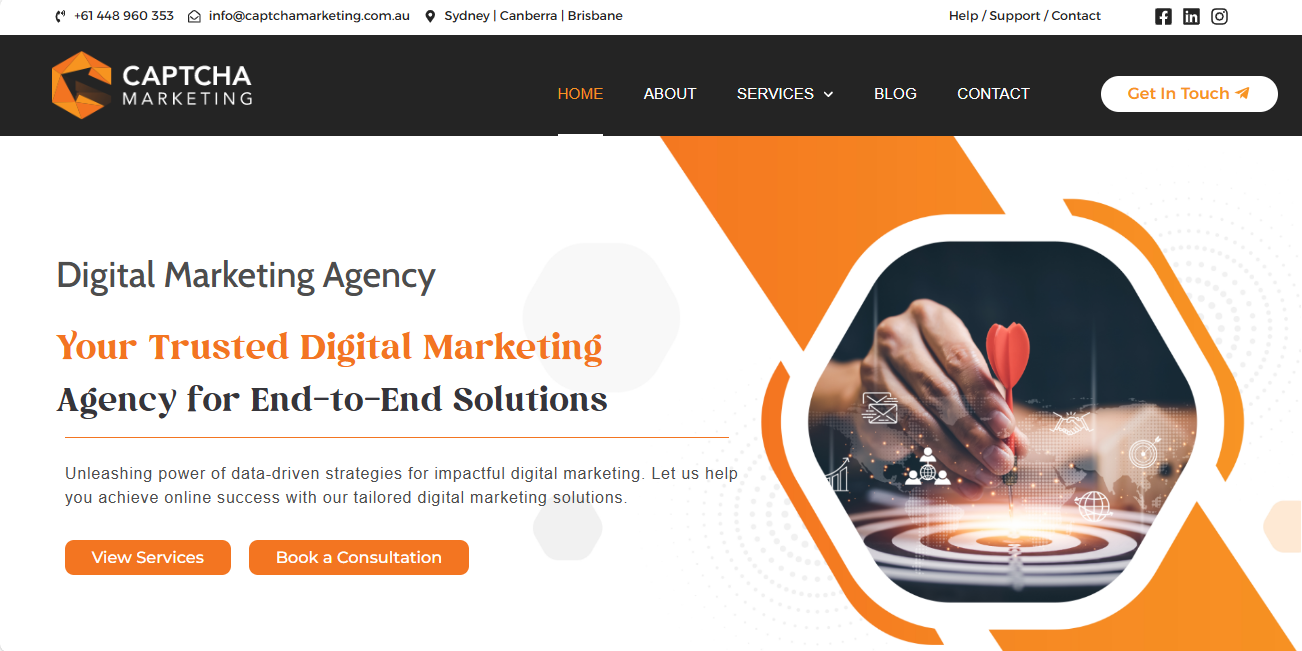 +61 448 960 353 info@captchamarketing.com.au Sydney | Canberra | Brisbane Help / Support / Contact
CAPTCHA
MARKETING
HOME ABOUT SERVICES BLOG CONTACT Get In Touch
Digital Marketing Agency
Your Trusted Digital Marketing
Agency for End-to-End Solutions
Unleashing power of data-driven strategies for impactful digital marketing. Let us help
you achieve online success with our tailored digital marketing solutions.
View Services Book a Consultation